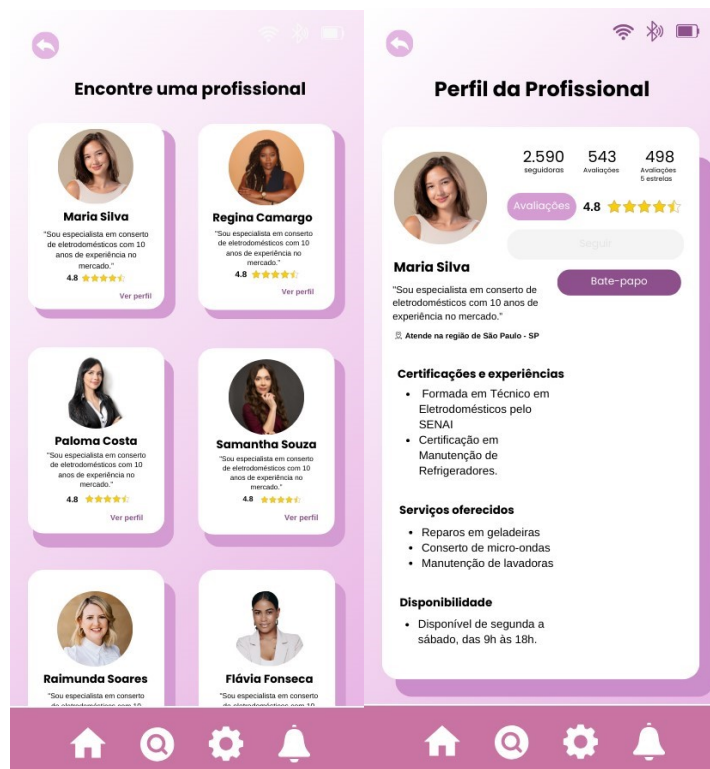 Encontre uma profissional
Maria Silva
"Sou especialista em conserto
de eletrodomésticos com 10
anos de experiência no
mercado."
4.8
Ver perfil
Regina Camargo
"Sou especialista em conserto
de eletrodomésticos com 10
anos de experiência no
mercado."
4.8
Ver perfil
Paloma Costa
"Sou especialista em conserto
de eletrodomésticos com 10
anos de experiência no
mercado."
4.8
Ver perfil
Samantha Souza
"Sou especialista em conserto
de eletrodomésticos com 10
anos de experiência no
mercado."
4.8
Ver perfil
Raimunda Soares
"Sou especialista em conserto
de eletrodomésticos com 10
Flávia Fonseca
"Sou especialista em conserto
de eletrodomésticos com 10
Perfil da Profissional
2.590
seguidoras
543
Avaliações
498
Avaliações
5 estrelas
Avaliações
4.8
Seguir
Bate-papo
Maria Silva
"Sou especialista em conserto de
eletrodomésticos com 10 anos de
experiência no mercado."
Atende na região de São Paulo - SP
Certificações e experiências
• Formada em Técnico em
Eletrodomésticos pelo
SENAI
• Certificação em
Manutenção de
Refrigeradores.
Serviços oferecidos
• Reparos em geladeiras
• Conserto de micro-ondas
• Manutenção de lavadoras
Disponibilidade
• Disponível de segunda a
sábado, das 9h às 18h.